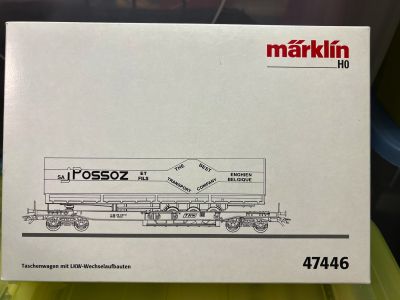 märklin
H0
SA J Possoz ET FILS THE BEST TRANSPORT COMPANY ENGHIEN BELGIQUE
Taschenwagen mit LKW-Wechselaufbauten
47446